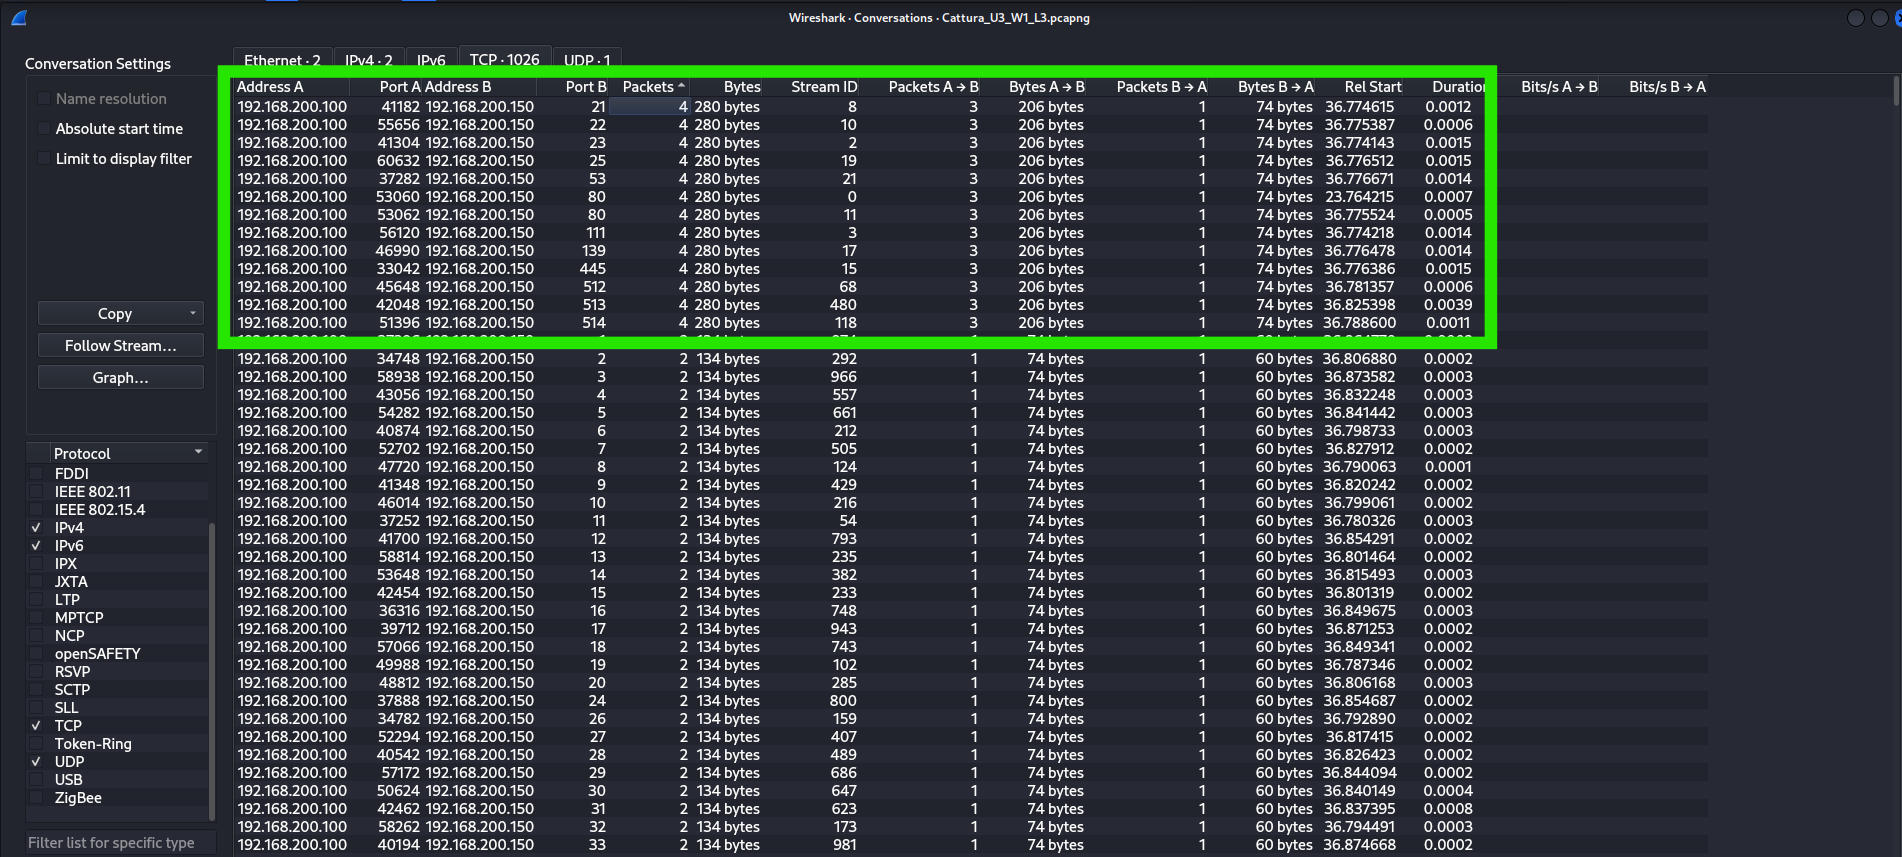 Wireshark · Conversations · Cattura_U3_W1_L3.pcapng
Conversation Settings
Name resolution
Absolute start time
Limit to display filter
Copy
Follow Stream...
Graph...
Protocol
FDDI
IEEE 802.11
IEEE 802.15.4
IPv4
IPv6
IPX
JXTA
LTP
MPTCP
NCP
openSAFETY
RSVP
SCTP
SLL
TCP
Token-Ring
UDP
USB
ZigBee
Filter list for specific type
Ethernet · 2 IPv4 · 2 IPv6 TCP · 1026 UDP · 1
Address A Port A Address B Port B Packets Bytes Stream ID Packets A → B Bytes A → B Packets B → A Bytes B → A Rel Start Duration Bits/s A → B Bits/s B → A
192.168.200.100 41182 192.168.200.150 21 4 280 bytes 8 3 206 bytes 1 74 bytes 36.774615 0.0012
192.168.200.100 55656 192.168.200.150 22 4 280 bytes 10 3 206 bytes 1 74 bytes 36.775387 0.0006
192.168.200.100 41304 192.168.200.150 23 4 280 bytes 2 3 206 bytes 1 74 bytes 36.774143 0.0015
192.168.200.100 60632 192.168.200.150 25 4 280 bytes 19 3 206 bytes 1 74 bytes 36.776512 0.0015
192.168.200.100 37282 192.168.200.150 53 4 280 bytes 21 3 206 bytes 1 74 bytes 36.776671 0.0014
192.168.200.100 53060 192.168.200.150 80 4 280 bytes 0 3 206 bytes 1 74 bytes 23.764215 0.0007
192.168.200.100 53062 192.168.200.150 80 4 280 bytes 11 3 206 bytes 1 74 bytes 36.775524 0.0005
192.168.200.100 56120 192.168.200.150 111 4 280 bytes 3 3 206 bytes 1 74 bytes 36.774218 0.0014
192.168.200.100 46990 192.168.200.150 139 4 280 bytes 17 3 206 bytes 1 74 bytes 36.776478 0.0014
192.168.200.100 33042 192.168.200.150 445 4 280 bytes 15 3 206 bytes 1 74 bytes 36.776386 0.0015
192.168.200.100 45648 192.168.200.150 512 4 280 bytes 68 3 206 bytes 1 74 bytes 36.781357 0.0006
192.168.200.100 42048 192.168.200.150 513 4 280 bytes 480 3 206 bytes 1 74 bytes 36.825398 0.0039
192.168.200.100 51396 192.168.200.150 514 4 280 bytes 118 3 206 bytes 1 74 bytes 36.788600 0.0011
192.168.200.100 34748 192.168.200.150 2 2 134 bytes 292 1 74 bytes 1 60 bytes 36.806880 0.0002
192.168.200.100 58938 192.168.200.150 3 2 134 bytes 966 1 74 bytes 1 60 bytes 36.873582 0.0003
192.168.200.100 43056 192.168.200.150 4 2 134 bytes 557 1 74 bytes 1 60 bytes 36.832248 0.0003
192.168.200.100 54282 192.168.200.150 5 2 134 bytes 661 1 74 bytes 1 60 bytes 36.841442 0.0003
192.168.200.100 40874 192.168.200.150 6 2 134 bytes 212 1 74 bytes 1 60 bytes 36.798733 0.0003
192.168.200.100 52702 192.168.200.150 7 2 134 bytes 505 1 74 bytes 1 60 bytes 36.827912 0.0002
192.168.200.100 47720 192.168.200.150 8 2 134 bytes 124 1 74 bytes 1 60 bytes 36.790063 0.0001
192.168.200.100 41348 192.168.200.150 9 2 134 bytes 429 1 74 bytes 1 60 bytes 36.820242 0.0002
192.168.200.100 46014 192.168.200.150 10 2 134 bytes 216 1 74 bytes 1 60 bytes 36.799061 0.0002
192.168.200.100 37252 192.168.200.150 11 2 134 bytes 54 1 74 bytes 1 60 bytes 36.780326 0.0003
192.168.200.100 41700 192.168.200.150 12 2 134 bytes 793 1 74 bytes 1 60 bytes 36.854291 0.0002
192.168.200.100 58814 192.168.200.150 13 2 134 bytes 235 1 74 bytes 1 60 bytes 36.801464 0.0002
192.168.200.100 53648 192.168.200.150 14 2 134 bytes 382 1 74 bytes 1 60 bytes 36.815493 0.0003
192.168.200.100 42454 192.168.200.150 15 2 134 bytes 233 1 74 bytes 1 60 bytes 36.801319 0.0002
192.168.200.100 36316 192.168.200.150 16 2 134 bytes 748 1 74 bytes 1 60 bytes 36.849675 0.0003
192.168.200.100 39712 192.168.200.150 17 2 134 bytes 943 1 74 bytes 1 60 bytes 36.871253 0.0002
192.168.200.100 57066 192.168.200.150 18 2 134 bytes 743 1 74 bytes 1 60 bytes 36.849341 0.0002
192.168.200.100 49988 192.168.200.150 19 2 134 bytes 102 1 74 bytes 1 60 bytes 36.787346 0.0002
192.168.200.100 48812 192.168.200.150 20 2 134 bytes 285 1 74 bytes 1 60 bytes 36.806168 0.0003
192.168.200.100 37888 192.168.200.150 24 2 134 bytes 800 1 74 bytes 1 60 bytes 36.854687 0.0002
192.168.200.100 34782 192.168.200.150 26 2 134 bytes 159 1 74 bytes 1 60 bytes 36.792890 0.0002
192.168.200.100 52294 192.168.200.150 27 2 134 bytes 407 1 74 bytes 1 60 bytes 36.817415 0.0002
192.168.200.100 40542 192.168.200.150 28 2 134 bytes 489 1 74 bytes 1 60 bytes 36.826423 0.0002
192.168.200.100 57172 192.168.200.150 29 2 134 bytes 686 1 74 bytes 1 60 bytes 36.844094 0.0002
192.168.200.100 50624 192.168.200.150 30 2 134 bytes 647 1 74 bytes 1 60 bytes 36.840149 0.0004
192.168.200.100 42462 192.168.200.150 31 2 134 bytes 623 1 74 bytes 1 60 bytes 36.837395 0.0008
192.168.200.100 58262 192.168.200.150 32 2 134 bytes 173 1 74 bytes 1 60 bytes 36.794491 0.0003
192.168.200.100 40194 192.168.200.150 33 2 134 bytes 981 1 74 bytes 1 60 bytes 36.874668 0.0002